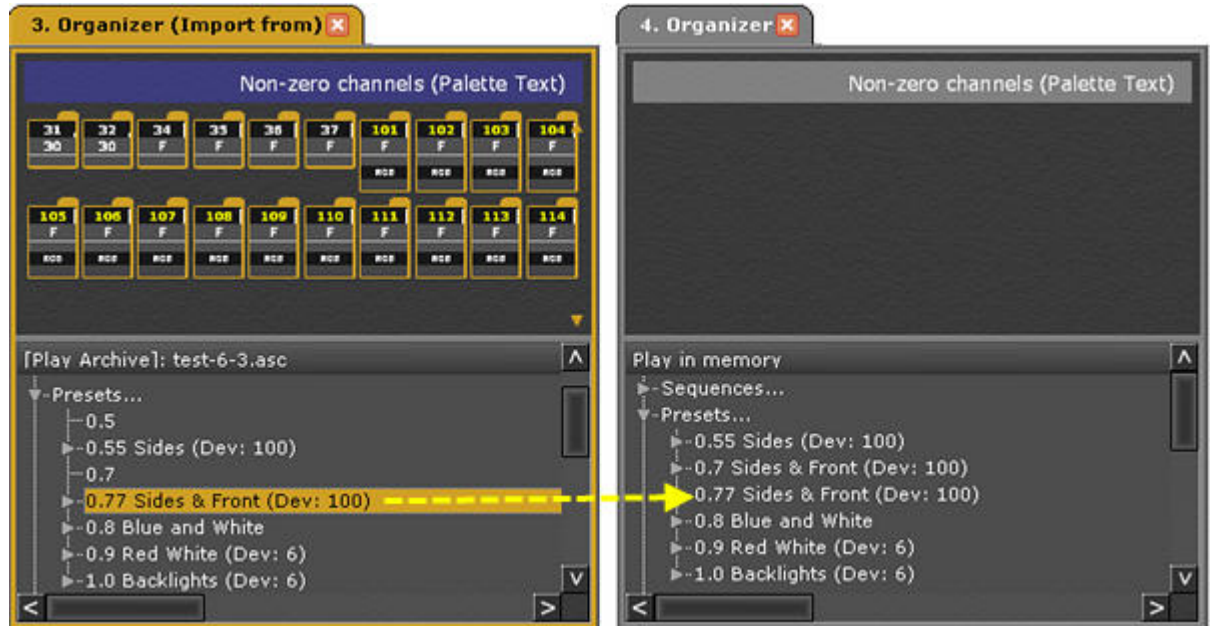 3. Organizer (Import from)
Non-zero channels (Palette Text)
31 32 34 35 36 37 101 102 103 104
30 30 F F F F F F F F
RGB RGB RGB RGB
105 106 107 108 109 110 111 112 113 114
F F F F F F F F F F
RGB RGB RGB RGB RGB RGB RGB RGB RGB RGB
[Play Archive]: test-6-3.asc
Presets...
0.5
0.55 Sides (Dev: 100)
0.7
0.77 Sides & Front (Dev: 100)
0.8 Blue and White
0.9 Red White (Dev: 6)
1.0 Backlights (Dev: 6)
4. Organizer
Non-zero channels (Palette Text)
Play in memory
Sequences...
Presets...
0.55 Sides (Dev: 100)
0.7 Sides & Front (Dev: 100)
0.77 Sides & Front (Dev: 100)
0.8 Blue and White
0.9 Red White (Dev: 6)
1.0 Backlights (Dev: 6)